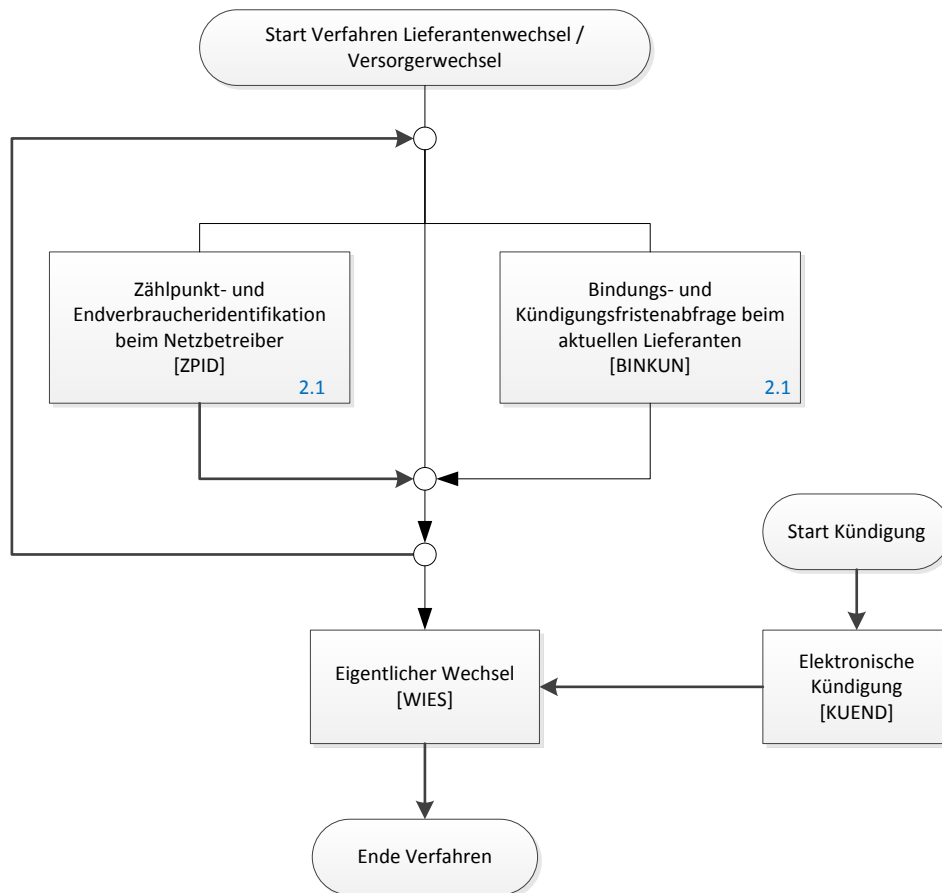 Start Verfahren Lieferantenwechsel /
Versorgerwechsel
Zählpunkt- und
Endverbraucheridentifikation
beim Netzbetreiber
[ZPID]
2.1
Bindungs- und
Kündigungsfristenabfrage beim
aktuellen Lieferanten
[BINKUN]
2.1
Start Kündigung
Eigentlicher Wechsel
[WIES]
Elektronische
Kündigung
[KUEND]
Ende Verfahren